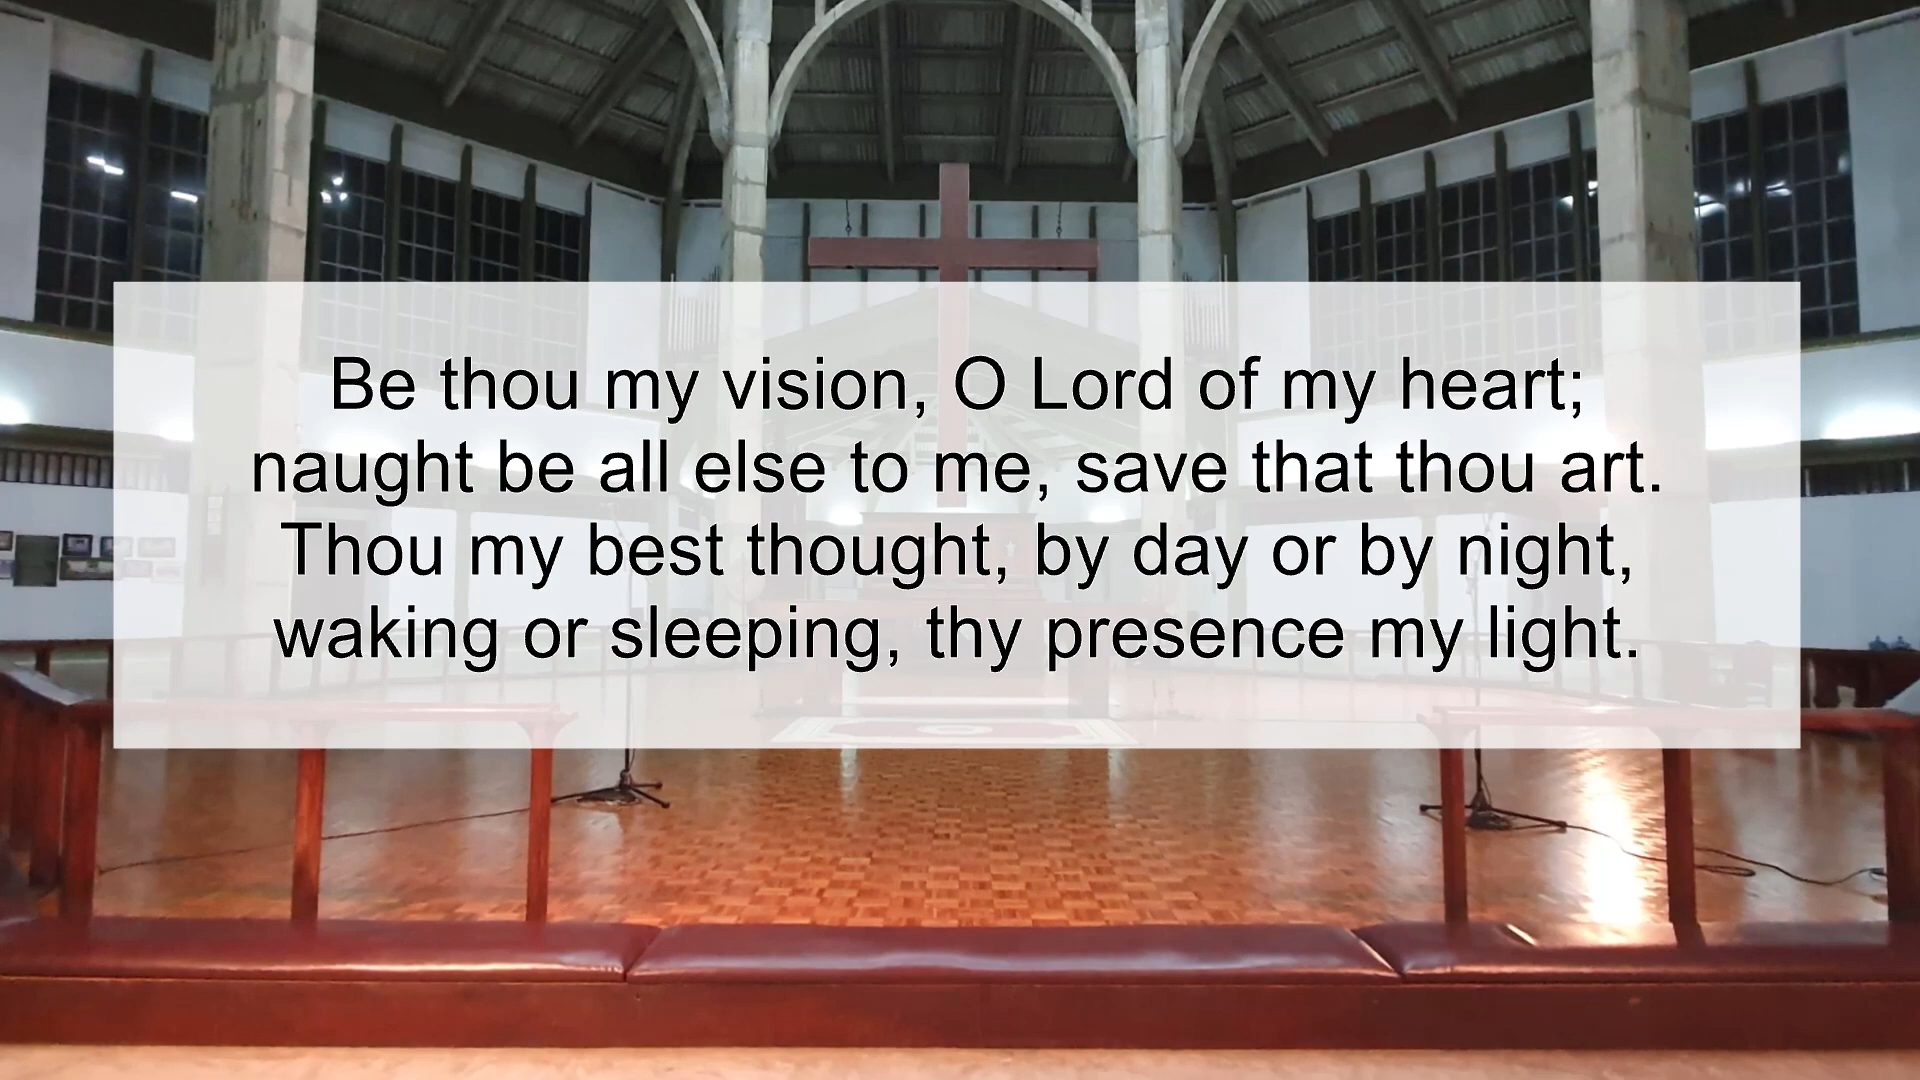 Be thou my vision, O Lord of my heart;
naught be all else to me, save that thou art.
Thou my best thought, by day or by night,
waking or sleeping, thy presence my light.